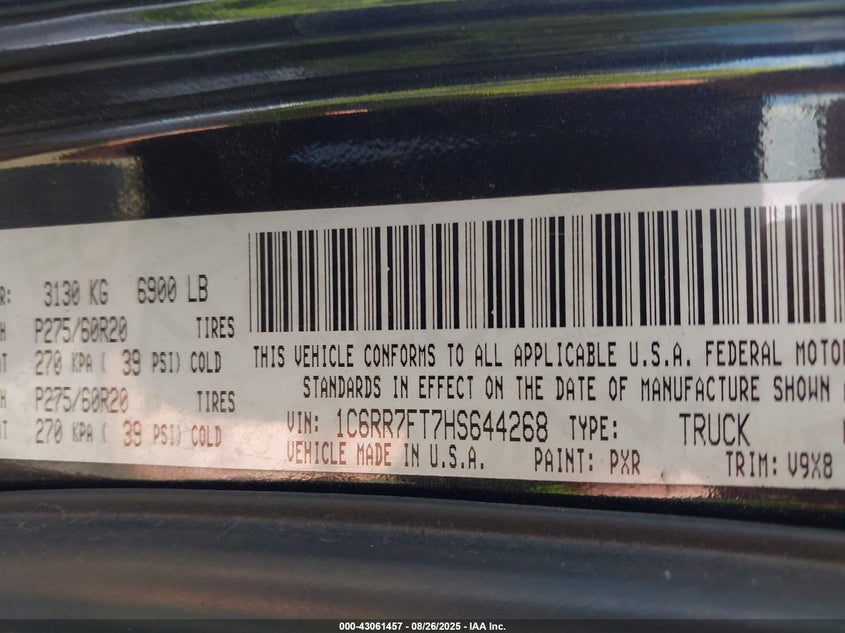 R: 3130 KG 6900 LB
P275/60R20 TIRES
270 KPA ( 39 PSI) COLD
P275/60R20 TIRES
270 KPA ( 39 PSI) COLD
THIS VEHICLE CONFORMS TO ALL APPLICABLE U.S.A. FEDERAL MOTO
STANDARDS IN EFFECT ON THE DATE OF MANUFACTURE SHOWN A
VIN: 1C6RR7FT7HS644268 TYPE: TRUCK
VEHICLE MADE IN U.S.A. PAINT: PXR TRIM: V9X8
000-43061457 - 08/26/2025 - IAA Inc.